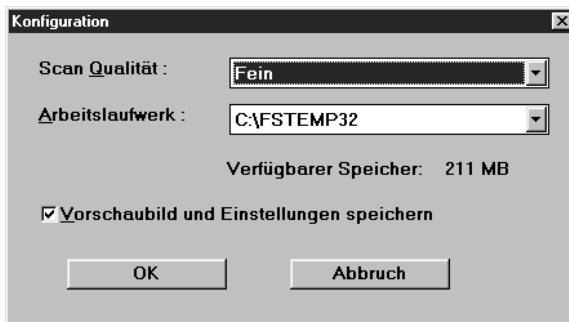 Konfiguration
Scan Qualität : Fein
Arbeitslaufwerk : C:\FSTEMP32
Verfügbarer Speicher: 211 MB
Vorschaubild und Einstellungen speichern
OK Abbruch